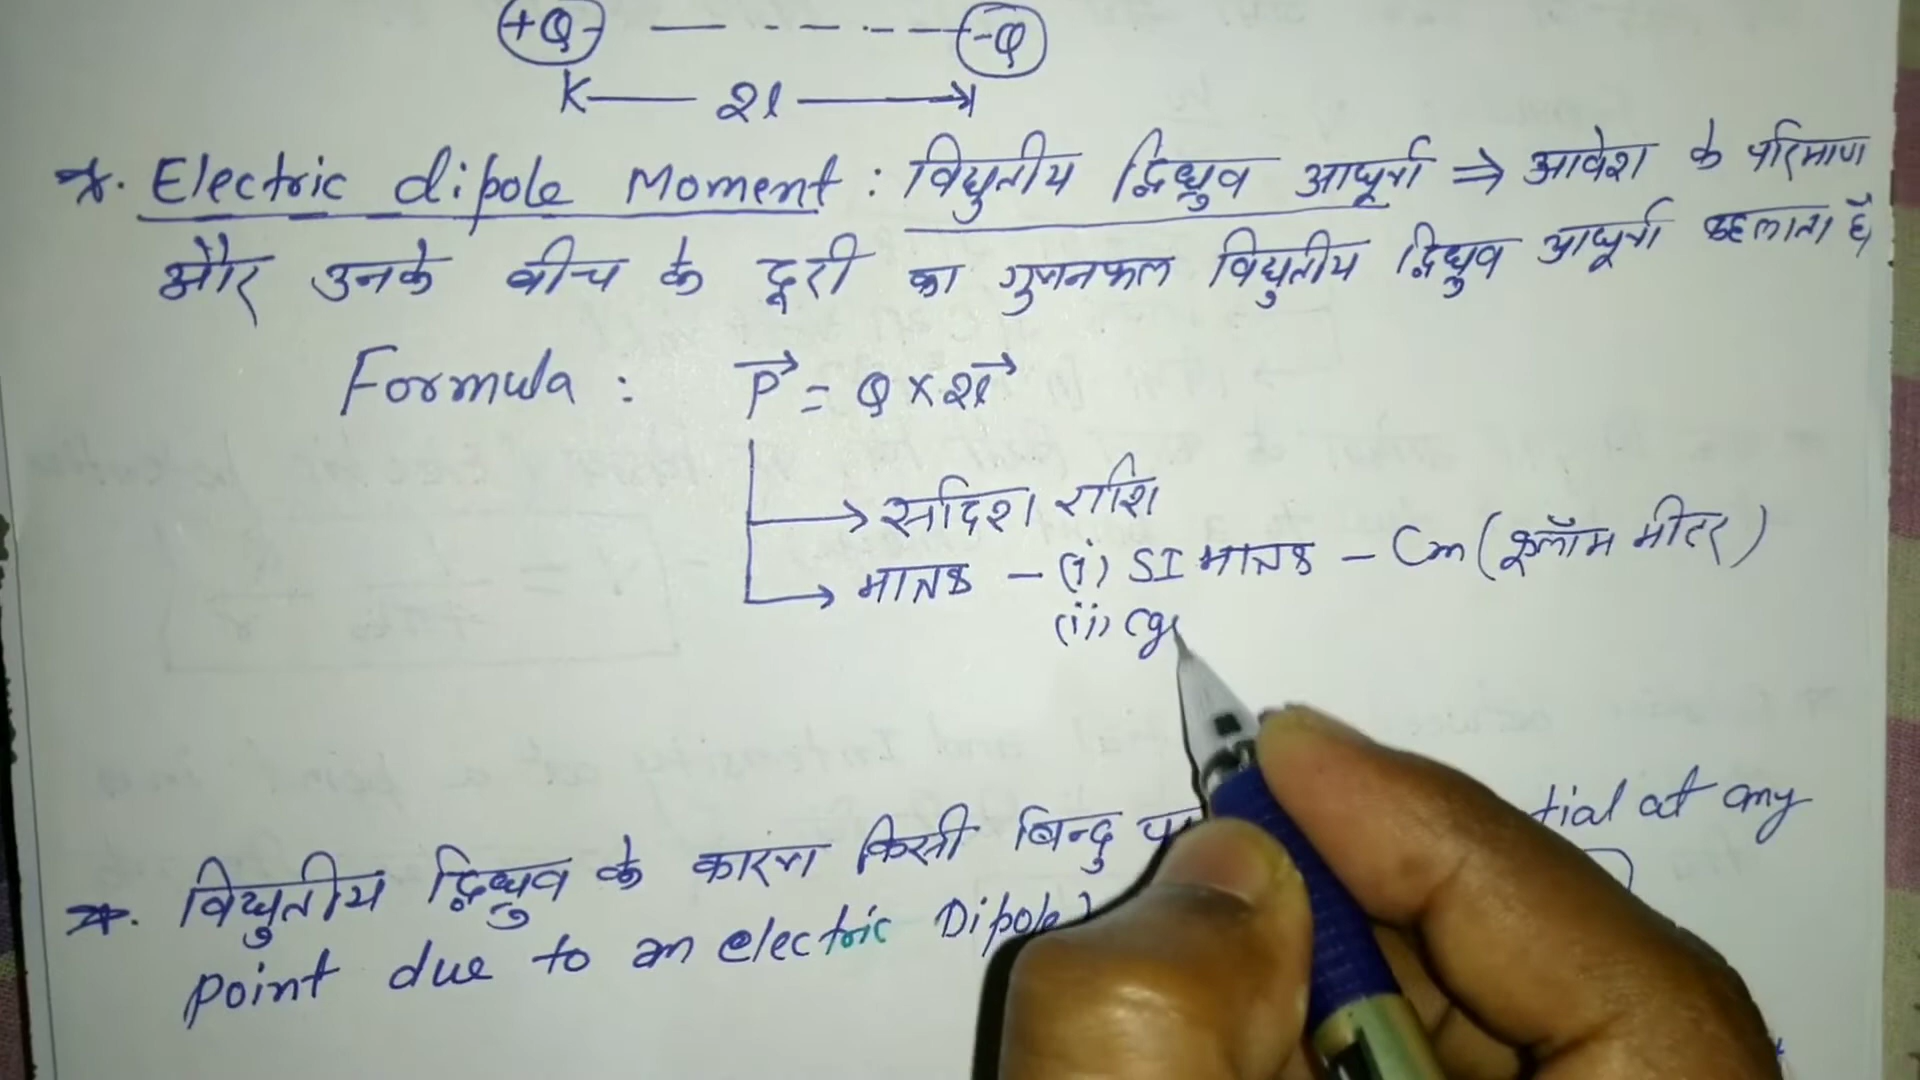 +Q -Q
2l
*. Electric dipole Moment : विद्युतीय द्विध्रुव आघूर्ण ⇒ आवेश के परिमाण
और उनके बीच के दूरी का गुणनफल विद्युतीय द्विध्रुव आघूर्ण कहलाता है
Formula : P⃗ = Q × 2l⃗
→ सदिश राशि
→ मात्रक – (i) SI मात्रक – Cm (कूलॉम मीटर)
(ii) Cg
*. विद्युतीय द्विध्रुव के कारण किसी बिन्दु tial at any
point due to an electric Dipole)